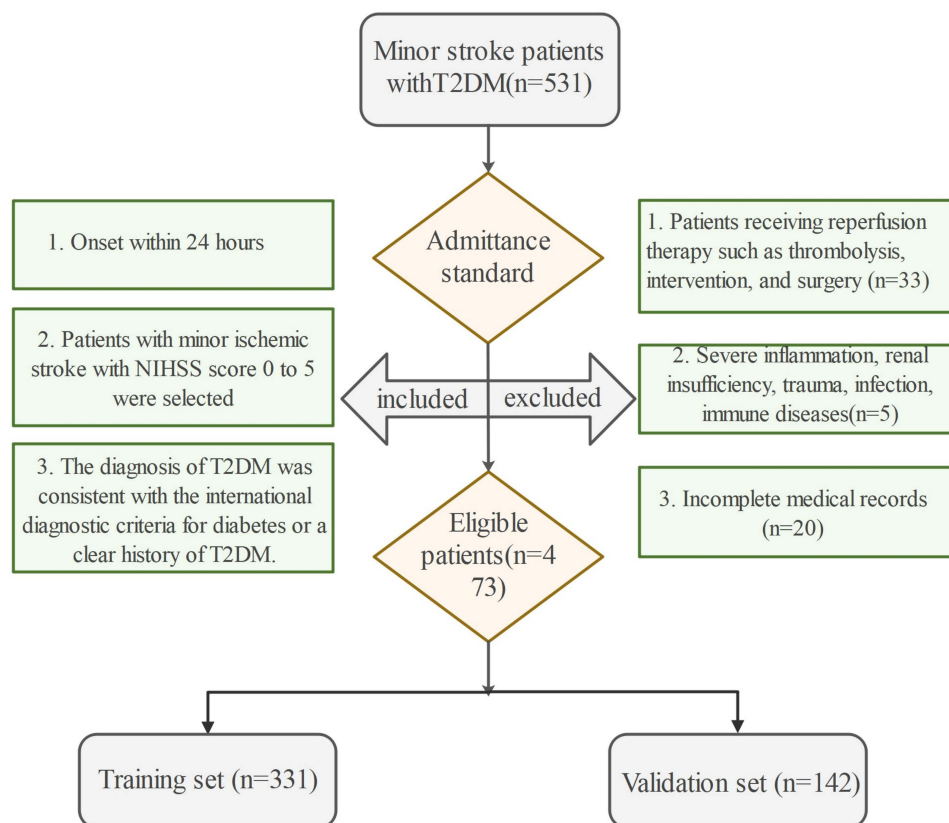 Minor stroke patients
withT2DM(n=531)
Admittance
standard
1. Onset within 24 hours
2. Patients with minor ischemic
stroke with NIHSS score 0 to 5
were selected
3. The diagnosis of T2DM was
consistent with the international
diagnostic criteria for diabetes or a
clear history of T2DM.
included
excluded
1. Patients receiving reperfusion
therapy such as thrombolysis,
intervention, and surgery (n=33)
2. Severe inflammation, renal
insufficiency, trauma, infection,
immune diseases(n=5)
3. Incomplete medical records
(n=20)
Eligible
patients(n=4
73)
Training set (n=331)
Validation set (n=142)